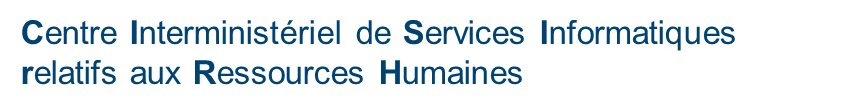 Centre Interministériel de Services Informatiques
relatifs aux Ressources Humaines